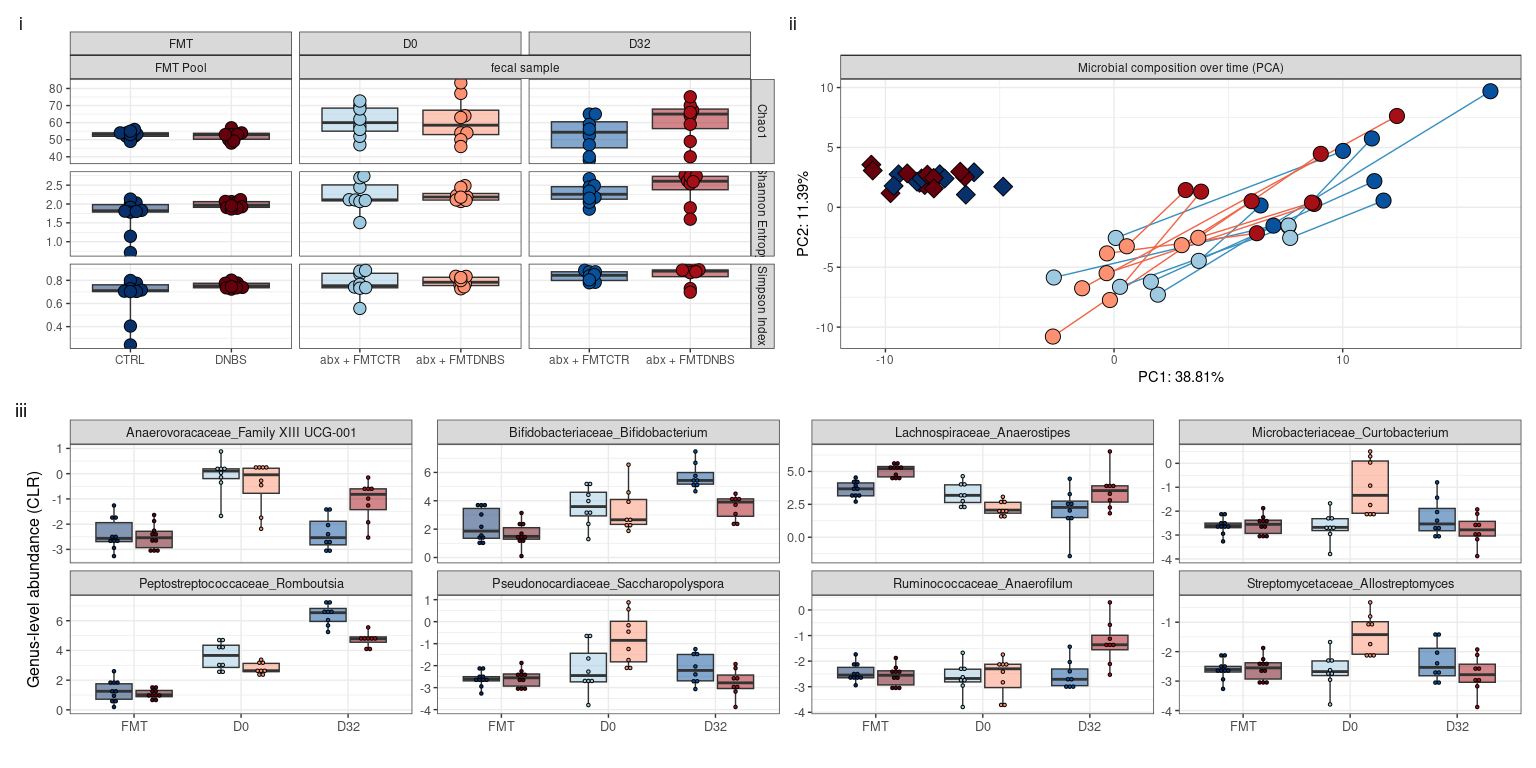 i
FMT
D0
D32
FMT Pool
fecal sample
80
70
60
50
40
Chao1
2.5
2.0
1.5
1.0
Shannon Entropy
0.8
0.6
0.4
Simpson Index
CTRL
DNBS
abx + FMTCTR
abx + FMTDNBS
abx + FMTCTR
abx + FMTDNBS
ii
Microbial composition over time (PCA)
PC2: 11.39%
10
5
0
-5
-10
-10
0
10
PC1: 38.81%
iii
Genus-level abundance (CLR)
Anaerovoracaceae_Family XIII UCG-001
1
0
-1
-2
-3
Bifidobacteriaceae_Bifidobacterium
6
4
2
0
Lachnospiraceae_Anaerostipes
5.0
2.5
0.0
Microbacteriaceae_Curtobacterium
0
-1
-2
-3
-4
Peptostreptococcaceae_Romboutsia
6
4
2
0
FMT
D0
D32
Pseudonocardiaceae_Saccharopolyspora
1
0
-1
-2
-3
-4
FMT
D0
D32
Ruminococcaceae_Anaerofilum
0
-1
-2
-3
-4
FMT
D0
D32
Streptomycetaceae_Allostreptomyces
-1
-2
-3
-4
FMT
D0
D32